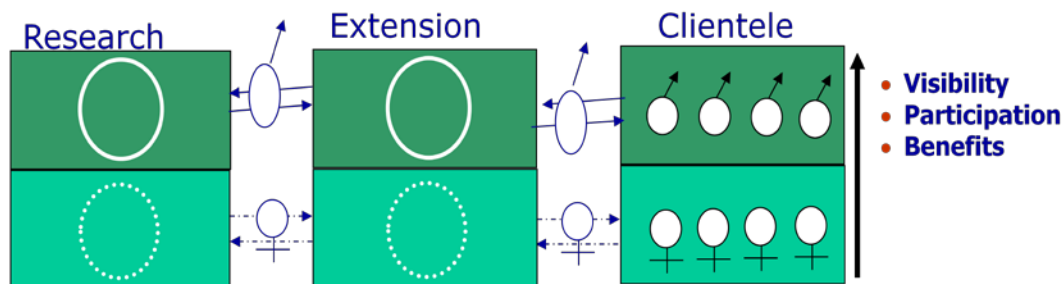 Research
Extension
Clientele
Visibility
Participation
Benefits